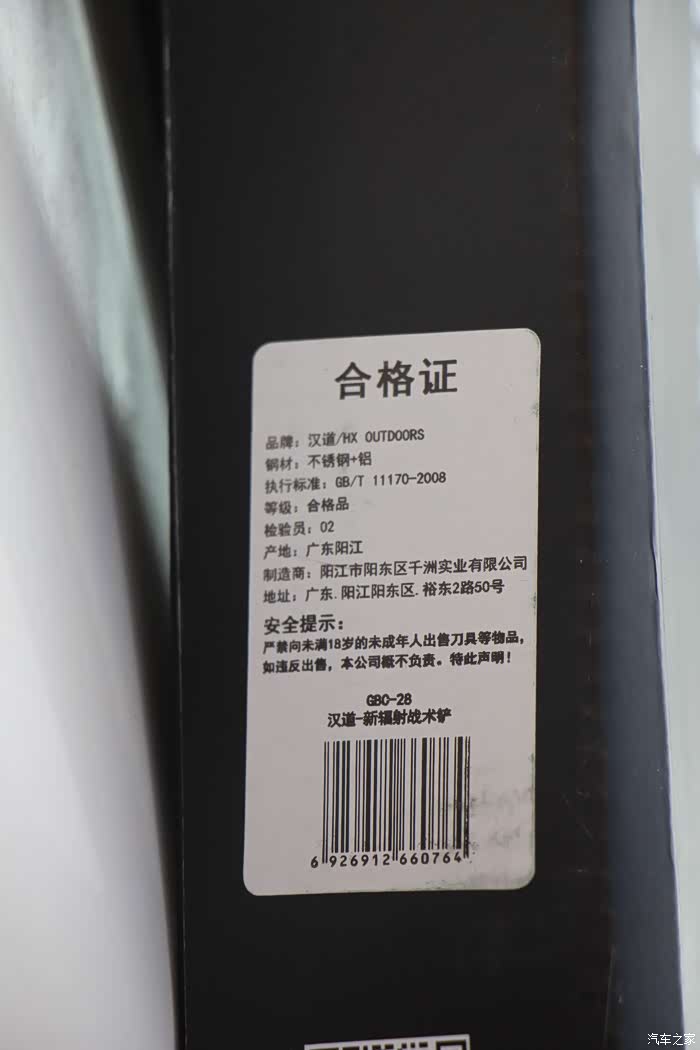 合格证
品牌：汉道/HX OUTDOORS
钢材：不锈钢+铝
执行标准：GB/T 11170-2008
等级：合格品
检验员：02
产地：广东阳江
制造商：阳江市阳东区千洲实业有限公司
地址：广东.阳江阳东区.裕东2路50号
安全提示：
严禁向未满18岁的未成年人出售刀具等物品，
如违反出售，本公司概不负责。特此声明！
GBC-28
汉道-新辐射战术铲
6 926912 660764
汽车之家